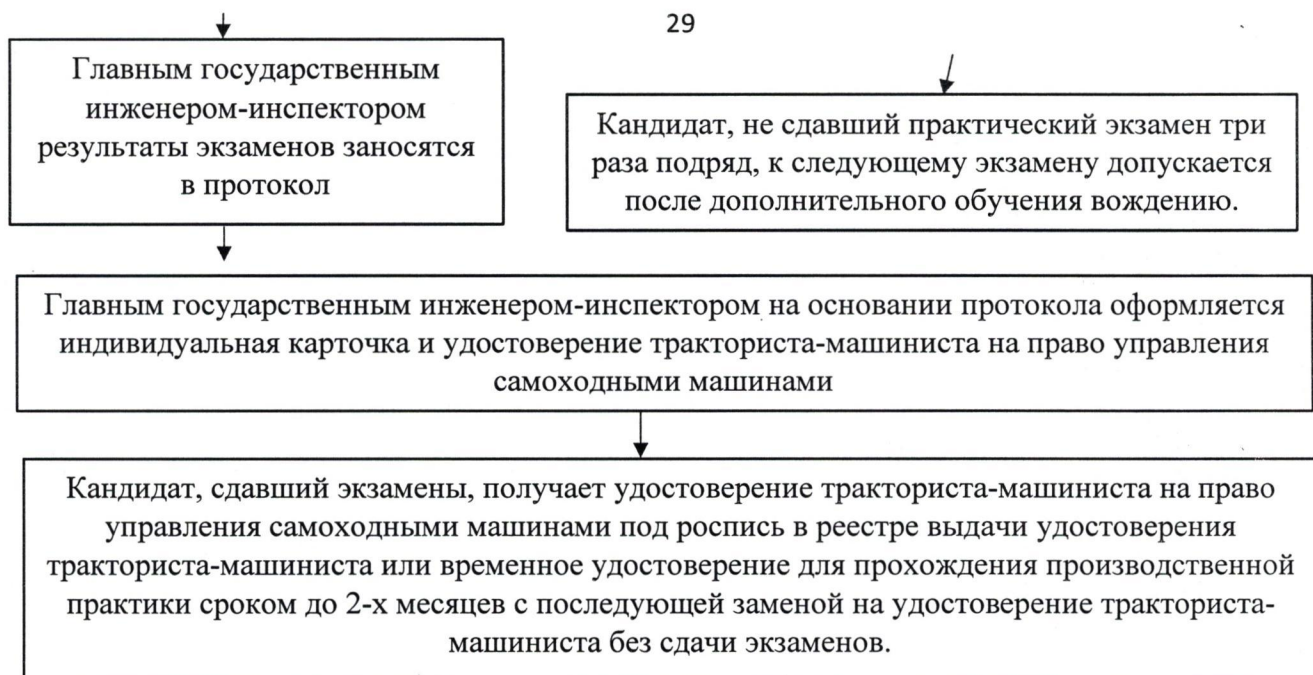 29
Главным государственным
инженером-инспектором
результаты экзаменов заносятся
в протокол
Кандидат, не сдавший практический экзамен три
раза подряд, к следующему экзамену допускается
после дополнительного обучения вождению.
Главным государственным инженером-инспектором на основании протокола оформляется
индивидуальная карточка и удостоверение тракториста-машиниста на право управления
самоходными машинами
Кандидат, сдавший экзамены, получает удостоверение тракториста-машиниста на право
управления самоходными машинами под роспись в реестре выдачи удостоверения
тракториста-машиниста или временное удостоверение для прохождения производственной
практики сроком до 2-х месяцев с последующей заменой на удостоверение тракториста-
машиниста без сдачи экзаменов.